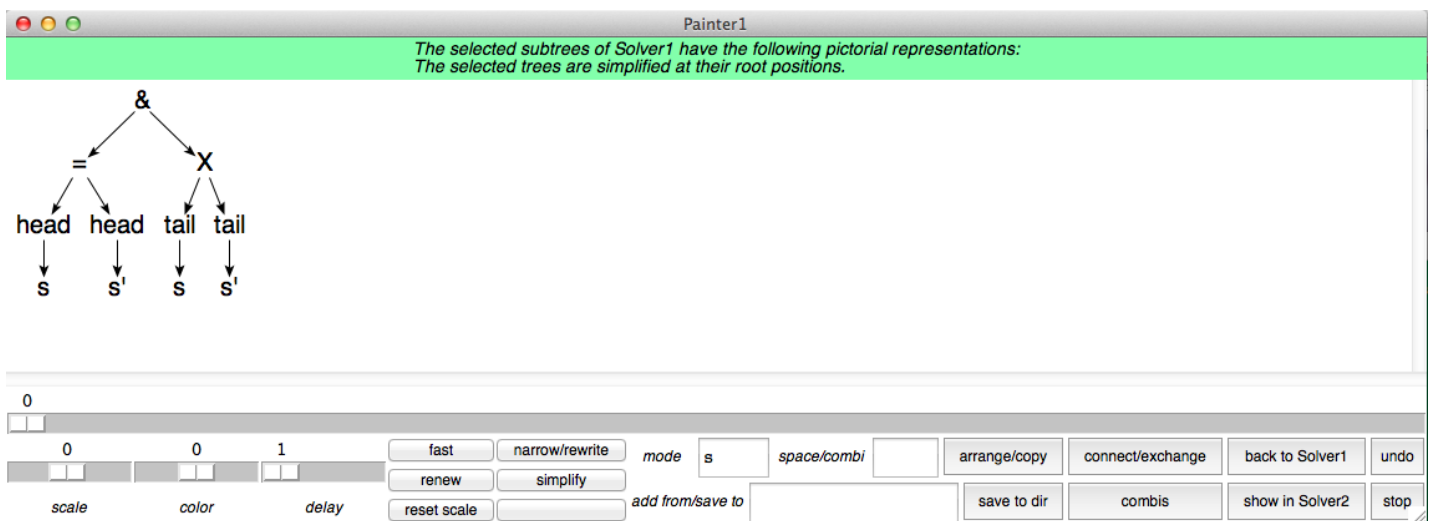 Painter1
The selected subtrees of Solver1 have the following pictorial representations:
The selected trees are simplified at their root positions.
&
= X
head head tail tail
s s' s s'
0
0 0 1
fast narrow/rewrite mode s space/combi arrange/copy connect/exchange back to Solver1 undo
renew simplify
scale color delay reset scale add from/save to save to dir combis show in Solver2 stop